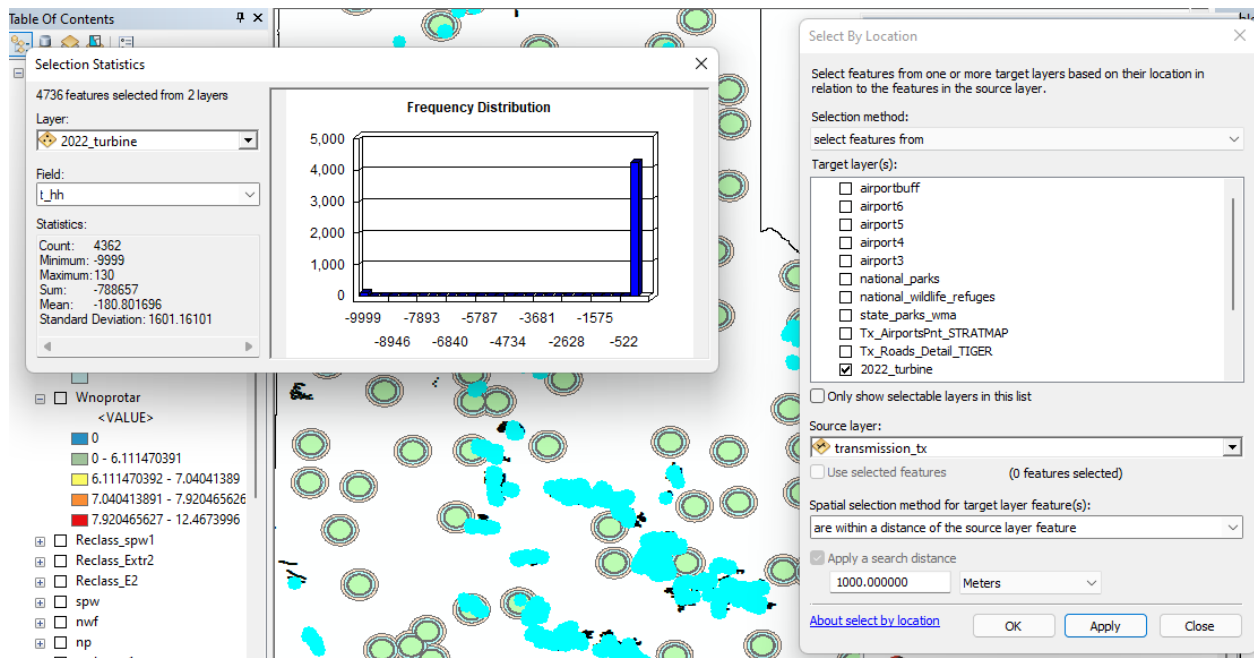 Table Of Contents
Selection Statistics
4736 features selected from 2 layers
Layer:
2022_turbine
Field:
t_hh
Statistics:
Count: 4362
Minimum: -9999
Maximum: 130
Sum: -788657
Mean: -180.801696
Standard Deviation: 1601.16101
Frequency Distribution
5,000
4,000
3,000
2,000
1,000
0
-9999 -7893 -5787 -3681 -1575
-8946 -6840 -4734 -2628 -522
Wnoprotar
<VALUE>
0
0 - 6.111470391
6.111470392 - 7.04041389
7.040413891 - 7.920465626
7.920465627 - 12.4673996
Reclass_spw1
Reclass_Extr2
Reclass_E2
spw
nwf
np
Select By Location
Select features from one or more target layers based on their location in
relation to the features in the source layer.
Selection method:
select features from
Target layer(s):
airportbuff
airport6
airport5
airport4
airport3
national_parks
national_wildlife_refuges
state_parks_wma
Tx_AirportsPnt_STRATMAP
Tx_Roads_Detail_TIGER
2022_turbine
Only show selectable layers in this list
Source layer:
transmission_tx
Use selected features (0 features selected)
Spatial selection method for target layer feature(s):
are within a distance of the source layer feature
Apply a search distance
1000.000000 Meters
About select by location OK Apply Close